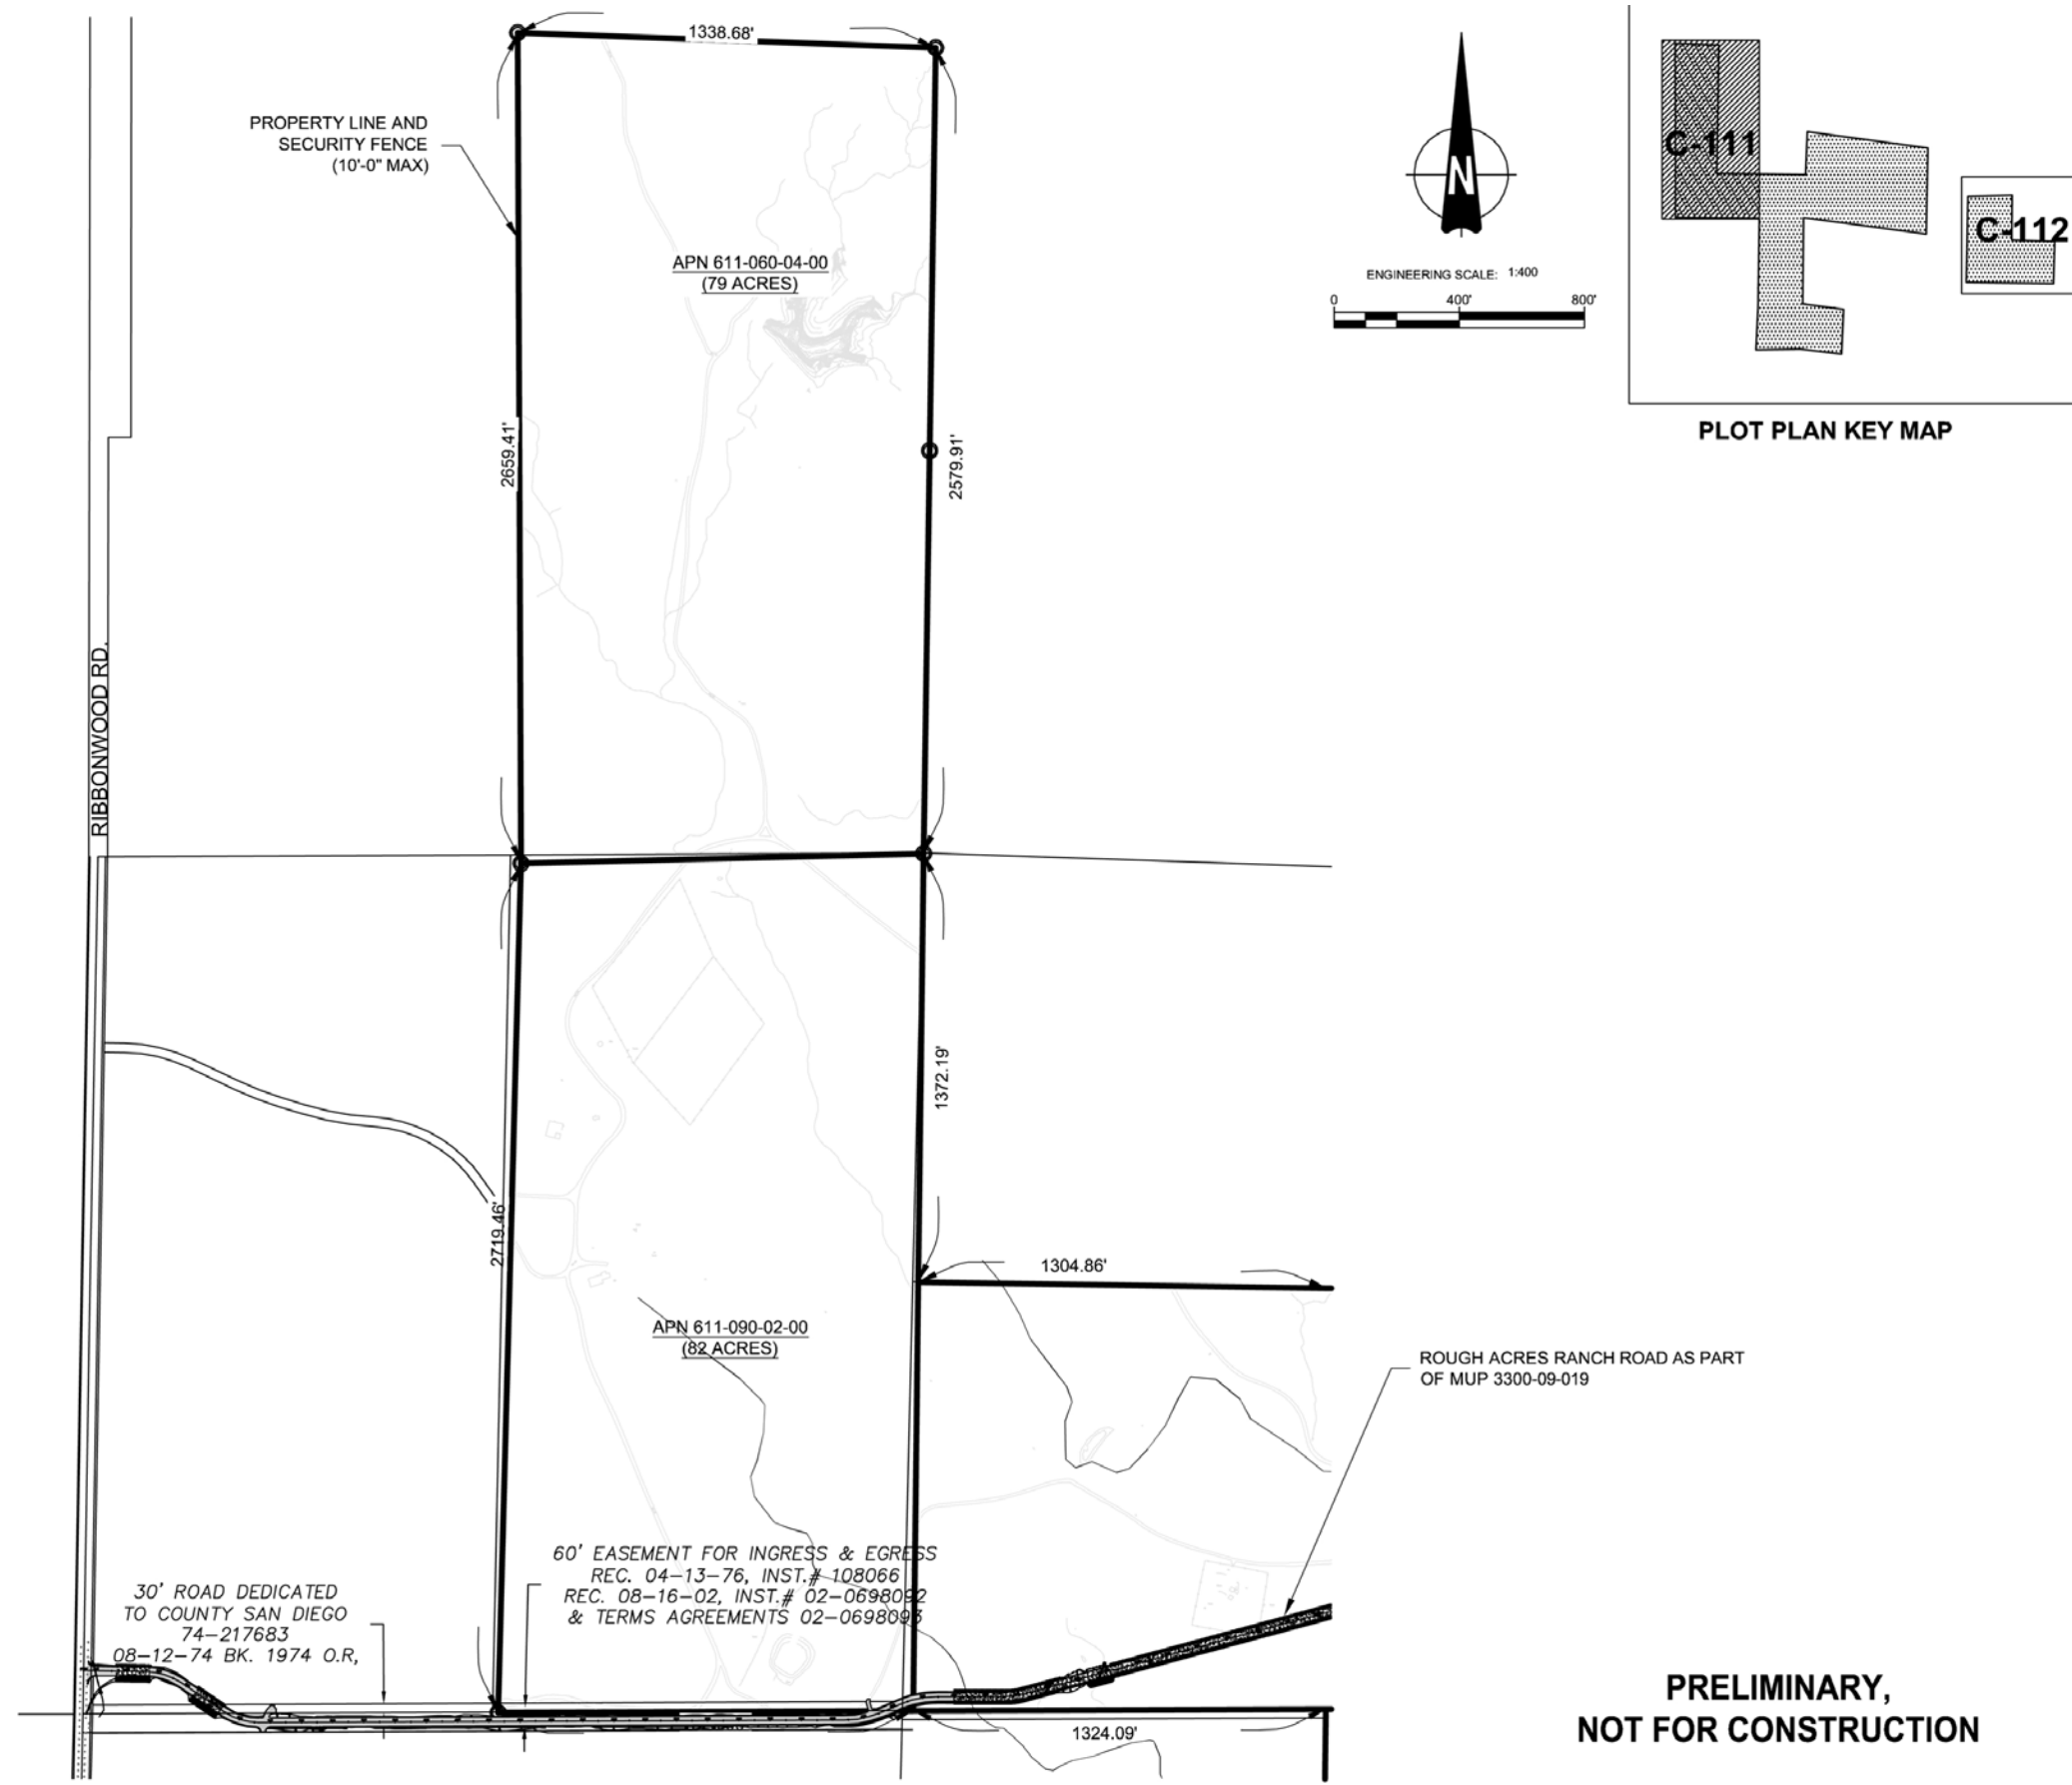 1338.68'
PROPERTY LINE AND
SECURITY FENCE
(10'-0" MAX)
APN 611-060-04-00
(79 ACRES)
2659.41'
2579.91'
RIBBONWOOD RD.
N
ENGINEERING SCALE: 1:400
0 400' 800'
C-111
C-112
PLOT PLAN KEY MAP
1372.19'
2719.46'
1304.86'
APN 611-090-02-00
(82 ACRES)
ROUGH ACRES RANCH ROAD AS PART
OF MUP 3300-09-019
60' EASEMENT FOR INGRESS & EGRESS
REC. 04-13-76, INST.# 108066
REC. 08-16-02, INST.# 02-0698092
& TERMS AGREEMENTS 02-0698093
30' ROAD DEDICATED
TO COUNTY SAN DIEGO
74-217683
08-12-74 BK. 1974 O.R,
1324.09'
PRELIMINARY,
NOT FOR CONSTRUCTION